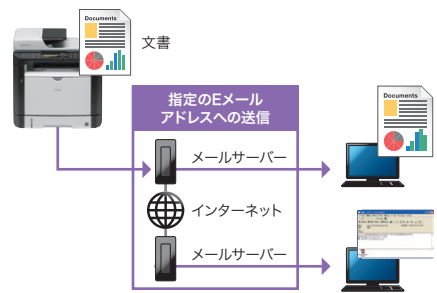 Documents
文書
指定のEメール
アドレスへの送信
Documents
メールサーバー
インターネット
メールサーバー